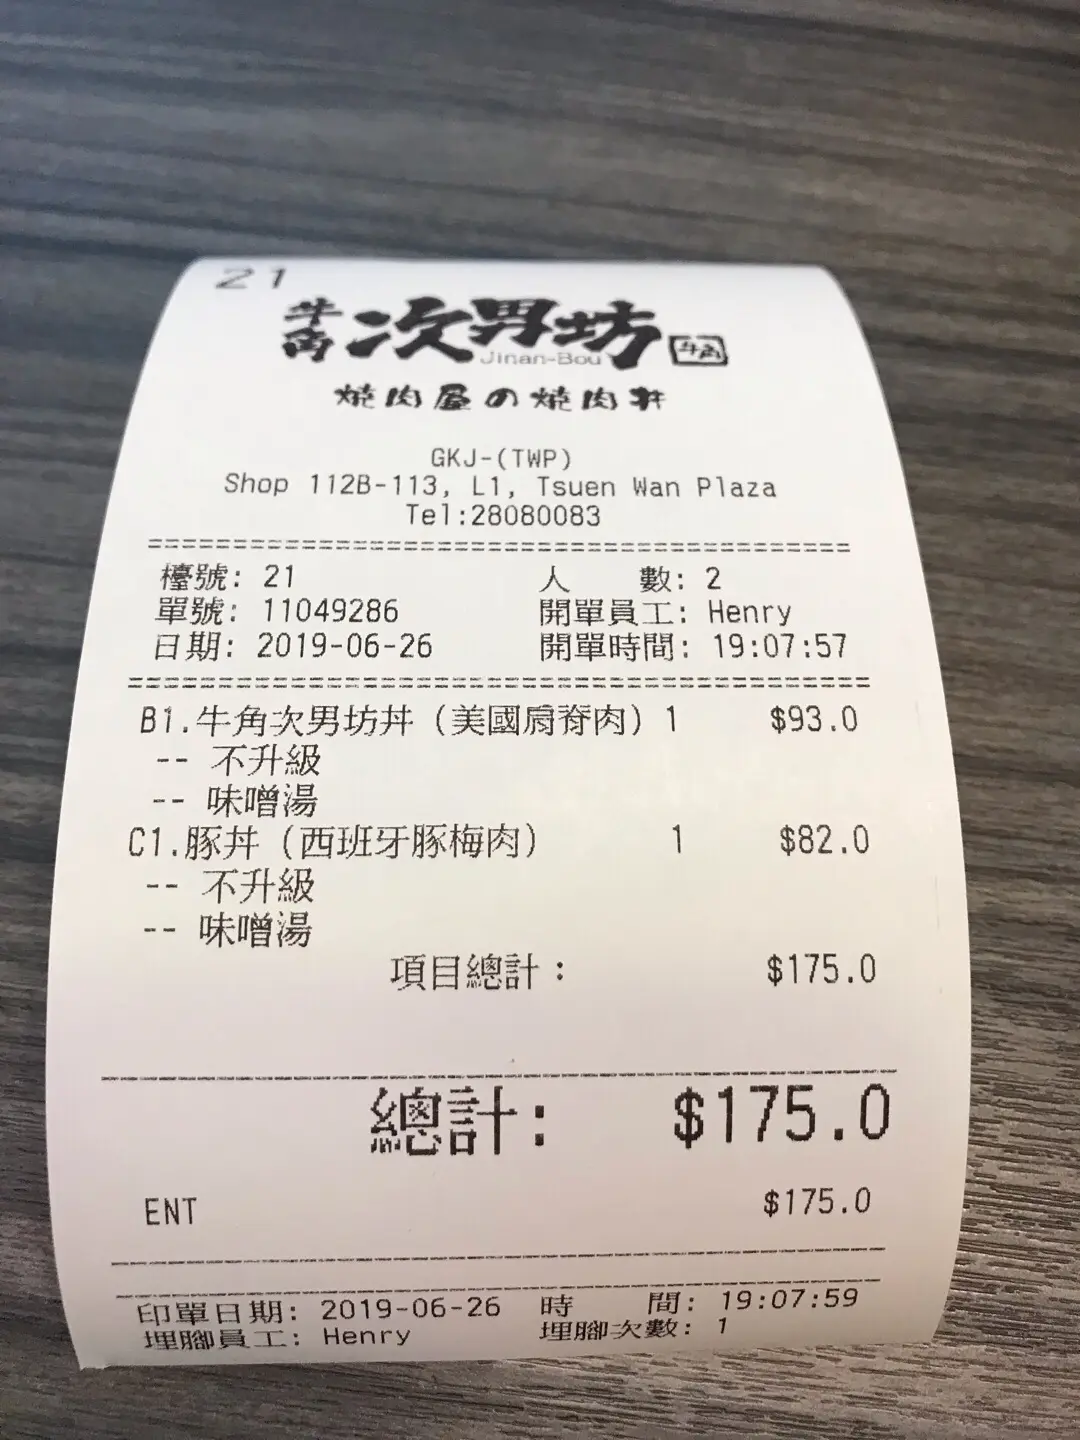 21
牛角 次男坊 牛角
Jinan-Bou
焼肉屋の焼肉丼
GKJ-(TWP)
Shop 112B-113, L1, Tsuen Wan Plaza
Tel:28080083
檯號: 21 人 數: 2
單號: 11049286 開單員工: Henry
日期: 2019-06-26 開單時間: 19:07:57
B1.牛角次男坊丼 (美國肩脊肉) 1 $93.0
-- 不升級
-- 味噌湯
C1.豚丼 (西班牙豚梅肉) 1 $82.0
-- 不升級
-- 味噌湯
項目總計: $175.0
總計: $175.0
ENT $175.0
印單日期: 2019-06-26 時 間: 19:07:59
埋腳員工: Henry 埋腳次數: 1